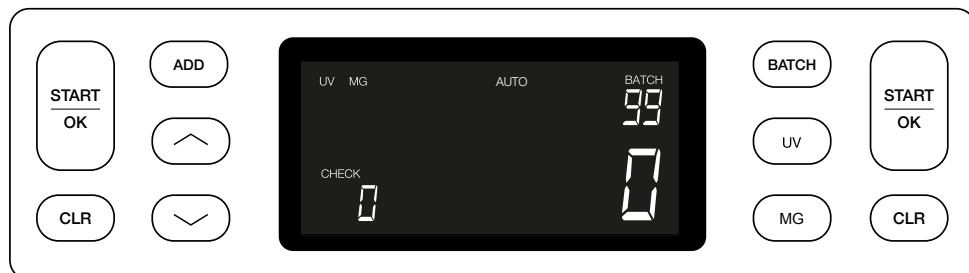 START
OK
CLR
ADD
UV MG AUTO BATCH
99
CHECK
0
0
BATCH
UV
MG
START
OK
CLR